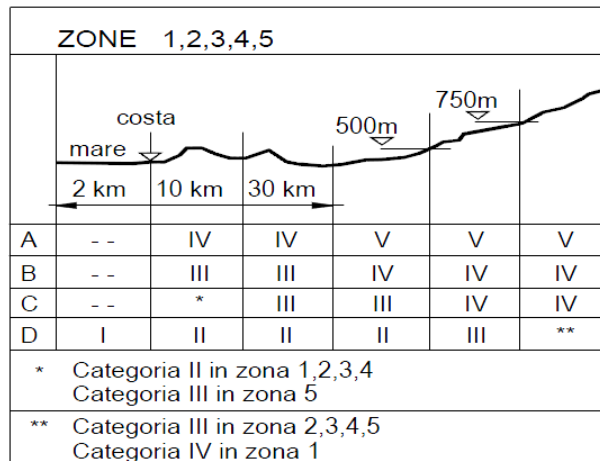 ZONE 1,2,3,4,5
750m
costa
500m
mare
2 km 10 km 30 km
A -- IV IV V V V
B -- III III IV IV IV
C -- * III III IV IV
D I II II II III **
* Categoria II in zona 1,2,3,4
Categoria III in zona 5
** Categoria III in zona 2,3,4,5
Categoria IV in zona 1